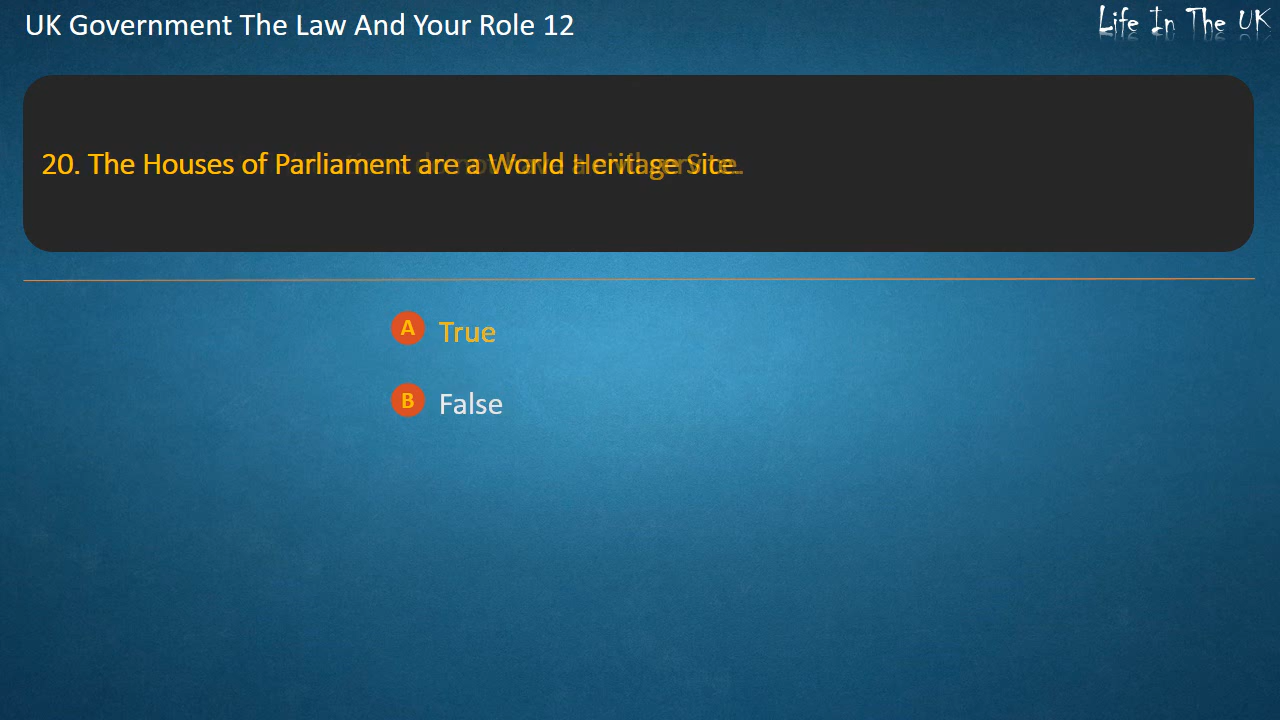 UK Government The Law And Your Role 12
Life In The UK
20. The Houses of Parliament are a World Heritage Site.
A True
B False